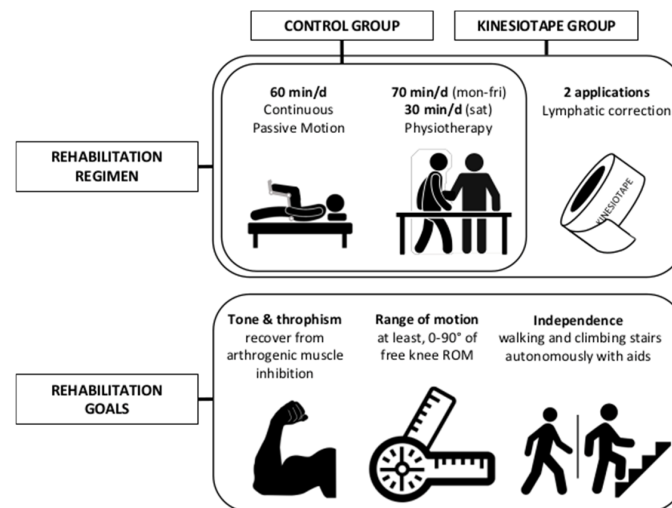 CONTROL GROUP
KINESIOTAPE GROUP
REHABILITATION
REGIMEN
60 min/d
Continuous
Passive Motion
70 min/d (mon-fri)
30 min/d (sat)
Physiotherapy
2 applications
Lymphatic correction
KINESIOTAPE
REHABILITATION
GOALS
Tone & throphism
recover from
arthrogenic muscle
inhibition
Range of motion
at least, 0-90° of
free knee ROM
Independence
walking and climbing stairs
autonomously with aids